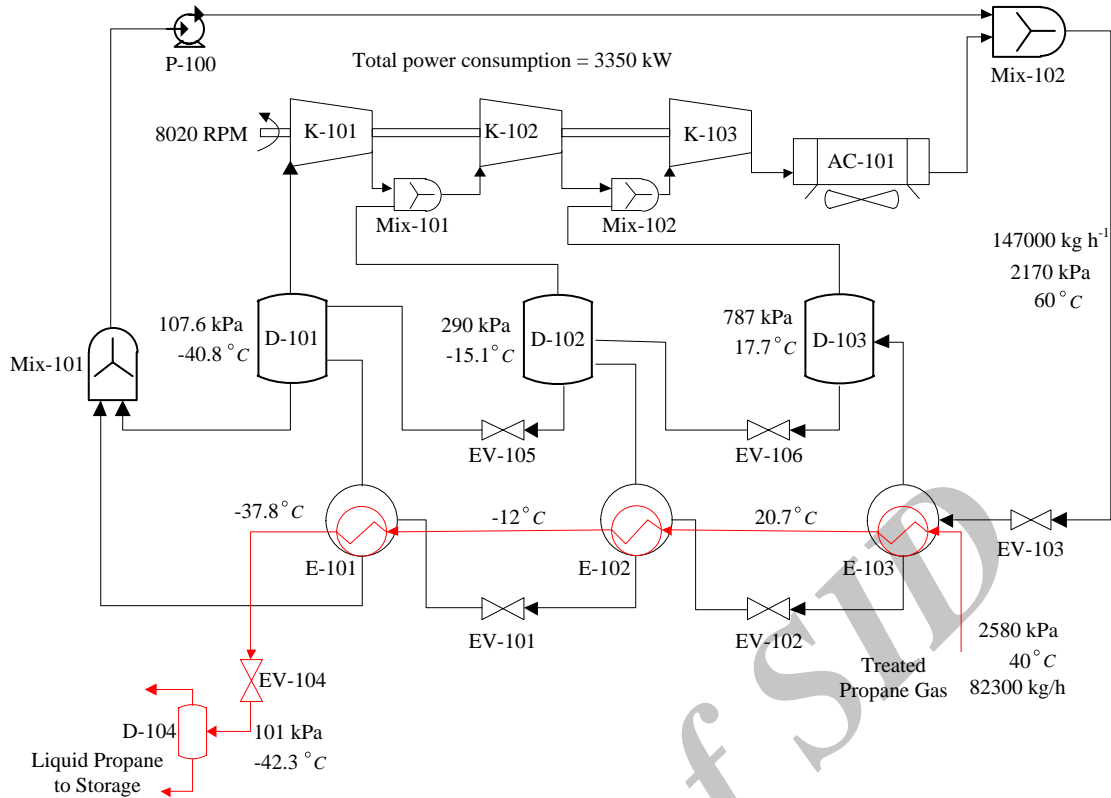 P-100
Total power consumption = 3350 kW
Mix-102
8020 RPM
K-101
K-102
K-103
AC-101
Mix-101
Mix-102
147000 kg h⁻¹
2170 kPa
60°C
107.6 kPa
-40.8°C
D-101
290 kPa
-15.1°C
D-102
787 kPa
17.7°C
D-103
Mix-101
EV-105
EV-106
-37.8°C
-12°C
20.7°C
EV-103
E-101
E-102
E-103
EV-101
EV-102
2580 kPa
40°C
82300 kg/h
Treated
Propane Gas
EV-104
D-104
101 kPa
-42.3°C
Liquid Propane
to Storage
f SID